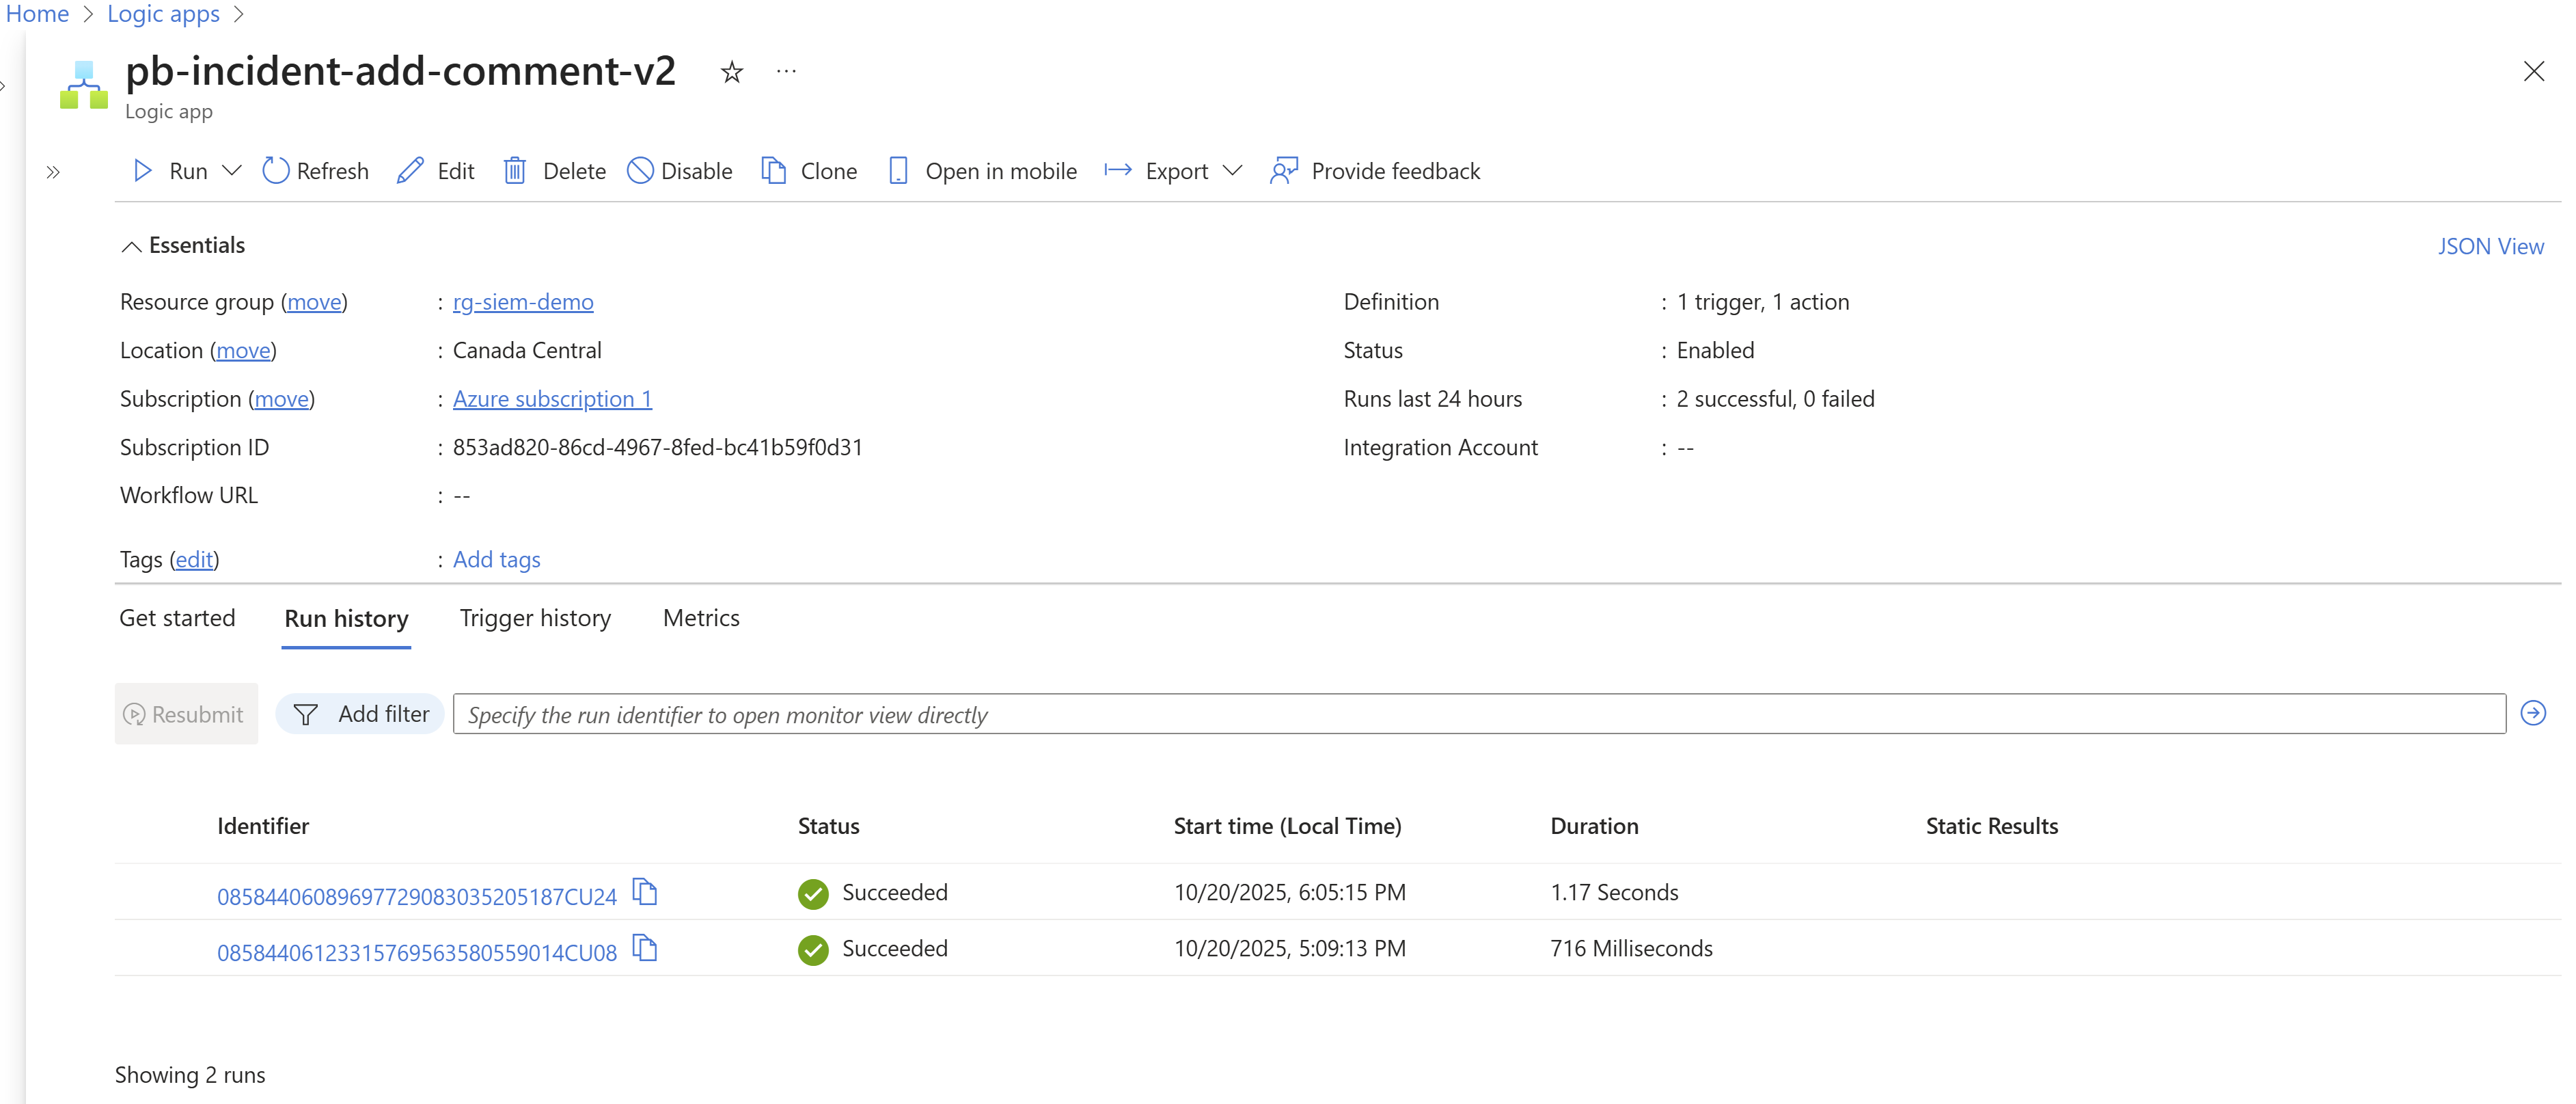 Home > Logic apps >
pb-incident-add-comment-v2
Logic app
Run Refresh Edit Delete Disable Clone Open in mobile Export Provide feedback
Essentials
JSON View
Resource group (move) : rg-siem-demo
Location (move) : Canada Central
Subscription (move) : Azure subscription 1
Subscription ID : 853ad820-86cd-4967-8fed-bc41b59f0d31
Workflow URL : --
Definition : 1 trigger, 1 action
Status : Enabled
Runs last 24 hours : 2 successful, 0 failed
Integration Account : --
Tags (edit) : Add tags
Get started Run history Trigger history Metrics
Resubmit Add filter Specify the run identifier to open monitor view directly
Identifier Status Start time (Local Time) Duration Static Results
08584406089697729083035205187CU24 Succeeded 10/20/2025, 6:05:15 PM 1.17 Seconds
08584406123315769563580559014CU08 Succeeded 10/20/2025, 5:09:13 PM 716 Milliseconds
Showing 2 runs